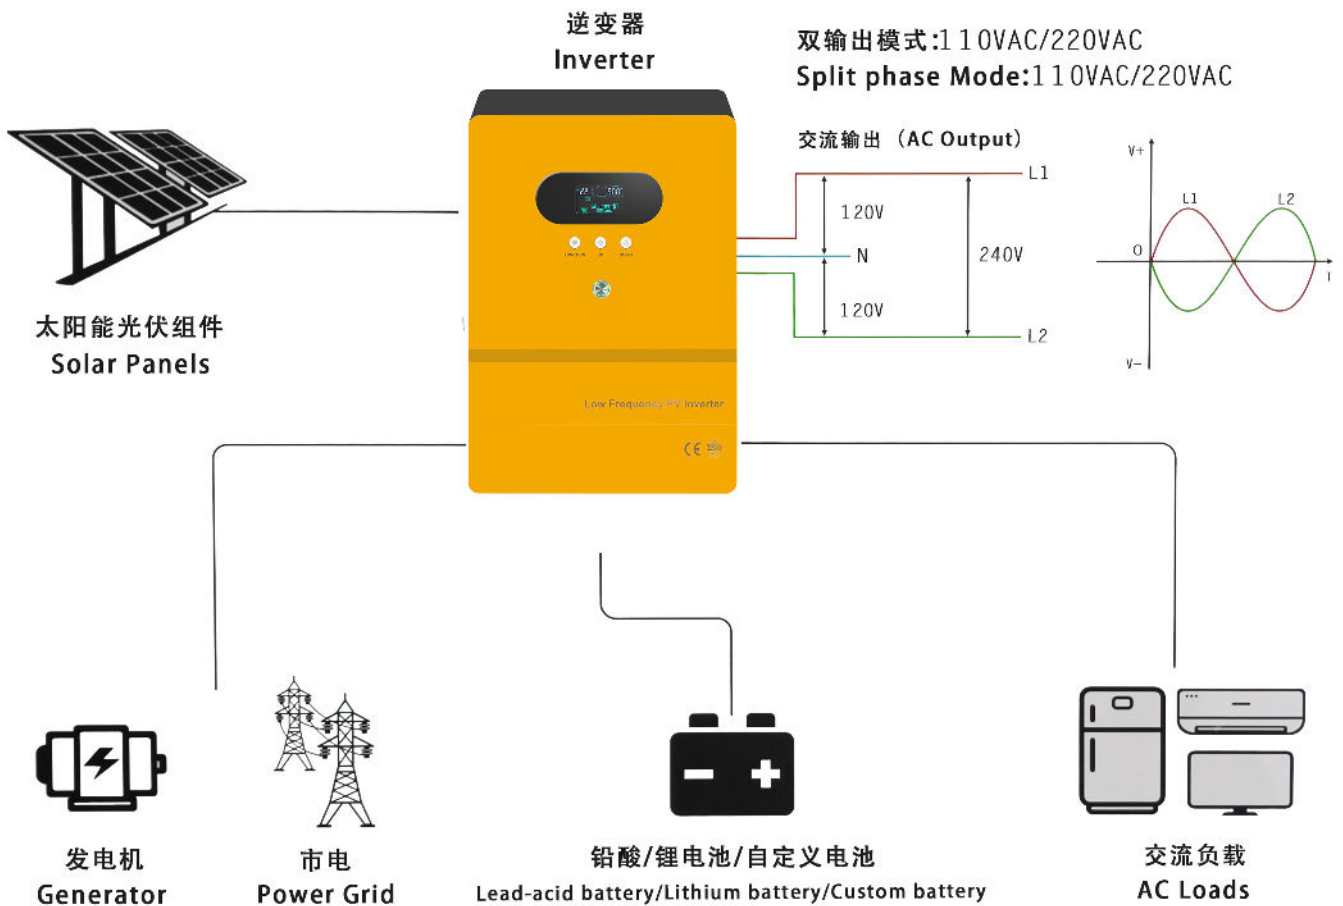 逆变器
Inverter
双输出模式:110VAC/220VAC
Split phase Mode:110VAC/220VAC
交流输出 (AC Output)
L1
120V
N
240V
120V
L2
V+
L1
L2
O
T
V-
太阳能光伏组件
Solar Panels
Low Frequency PV Inverter
CE
发电机
Generator
市电
Power Grid
铅酸/锂电池/自定义电池
Lead-acid battery/Lithium battery/Custom battery
交流负载
AC Loads